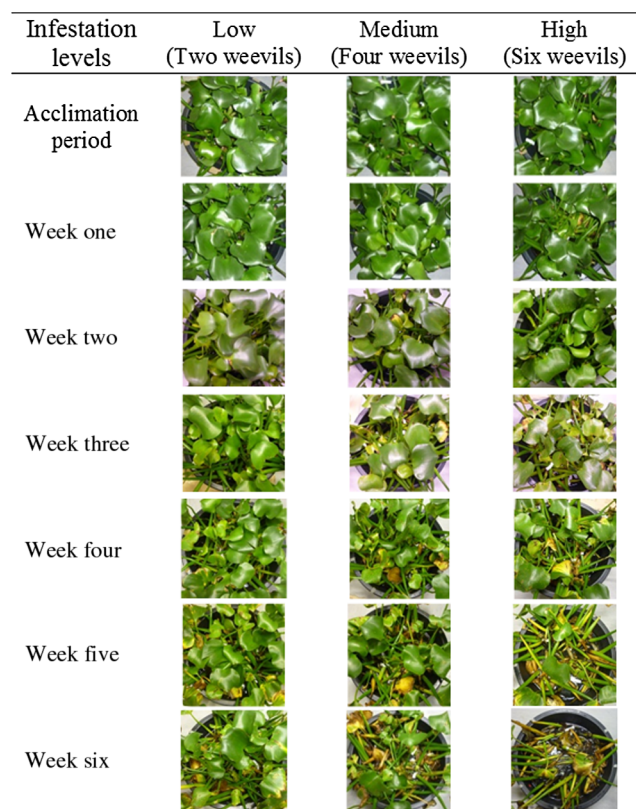 Infestation levels
Low
(Two weevils)
Medium
(Four weevils)
High
(Six weevils)
Acclimation
period
Week one
Week two
Week three
Week four
Week five
Week six